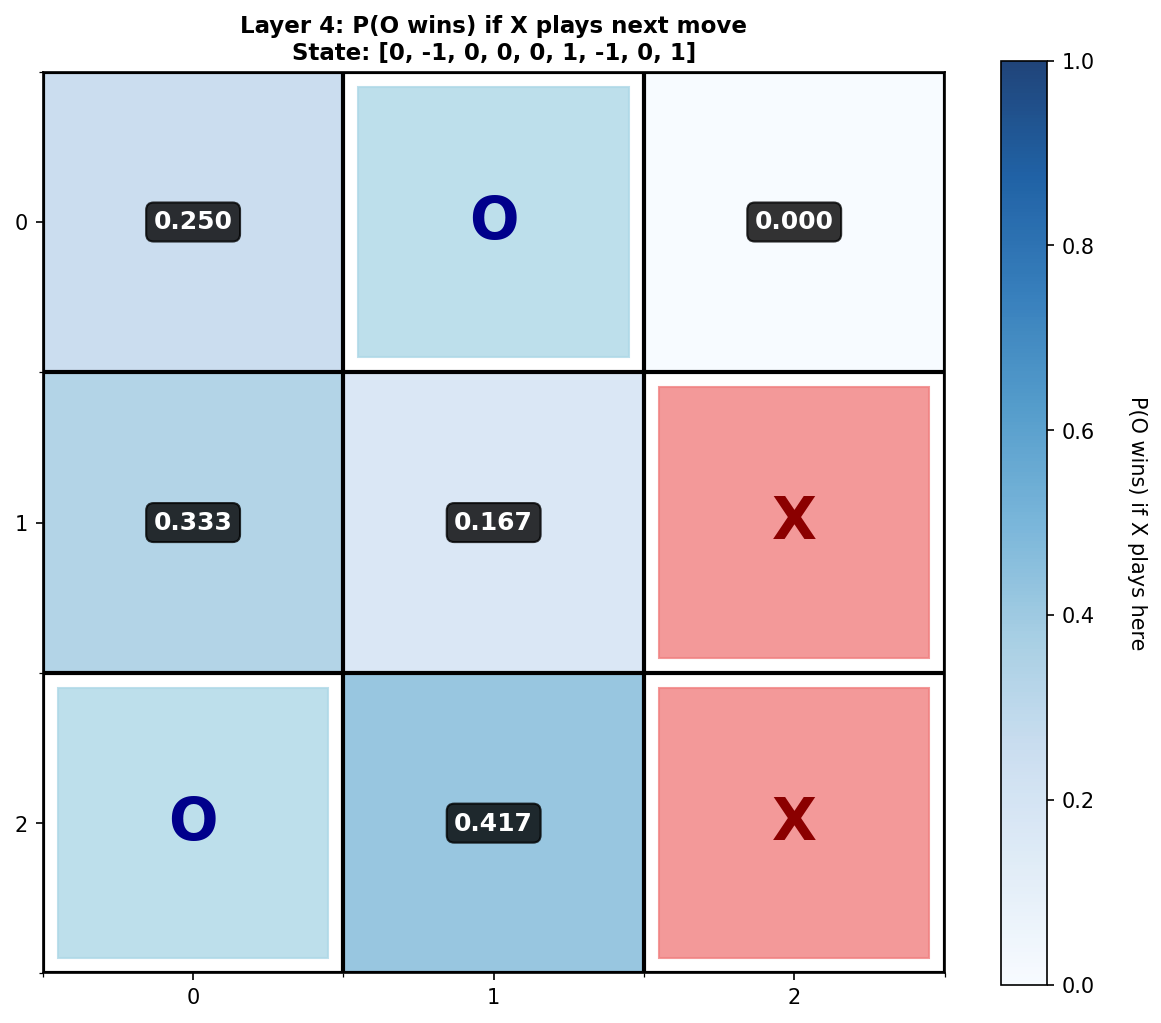 Layer 4: P(O wins) if X plays next move
State: [0, -1, 0, 0, 0, 1, -1, 0, 1]
0.250
O
0.000
0.333
0.167
X
O
0.417
X
0
1
2
0
1
2
1.0
0.8
0.6
0.4
0.2
0.0
P(O wins) if X plays here